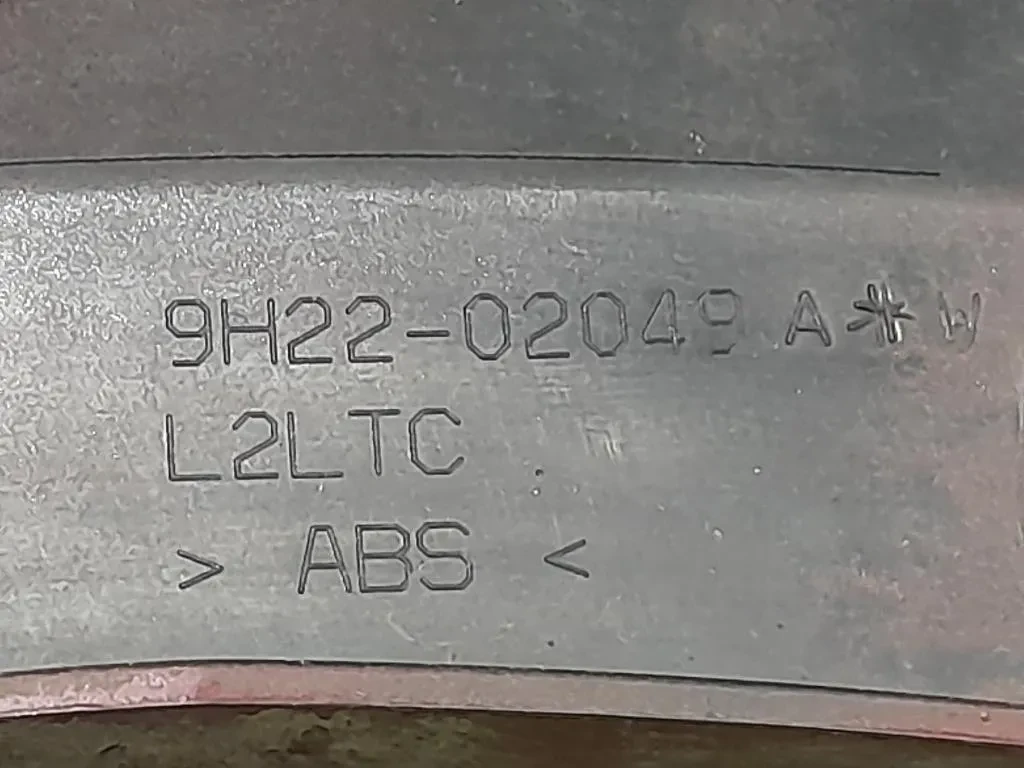 9H22-02049 A * W
L2LTC
> ABS <